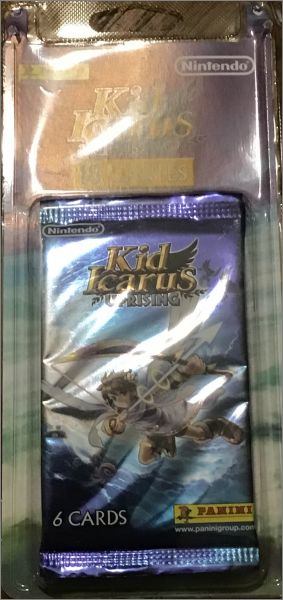 Nintendo
Kid
Icarus
Nintendo
Kid
Icarus
UPRISING
6 CARDS
PANINI
www.paninigroup.com